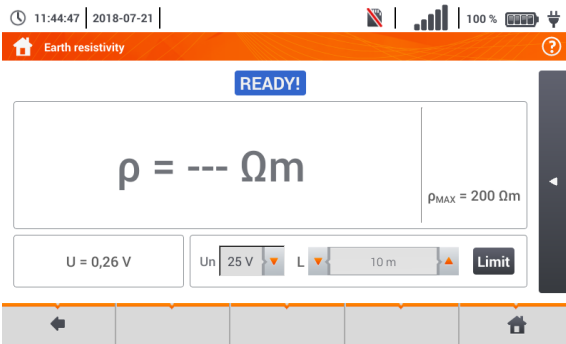 11:44:47 2018-07-21 100 %
Earth resistivity ?
READY!
ρ = --- Ωm
ρMAX = 200 Ωm
U = 0,26 V Un 25 V L 10 m Limit